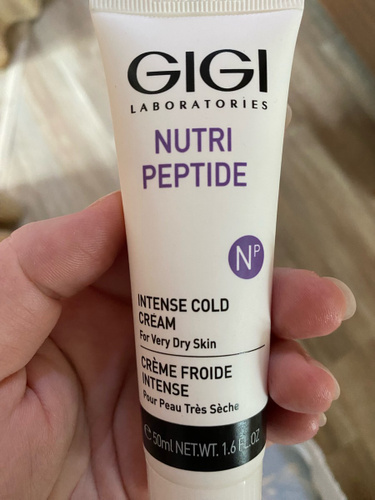 GIGI
LABORATORIES
NUTRI
PEPTIDE
NP
INTENSE COLD
CREAM
For Very Dry Skin
CRÈME FROIDE
INTENSE
Pour Peau Très Sèche
℮ 50ml NET.WT. 1.6 FL.OZ